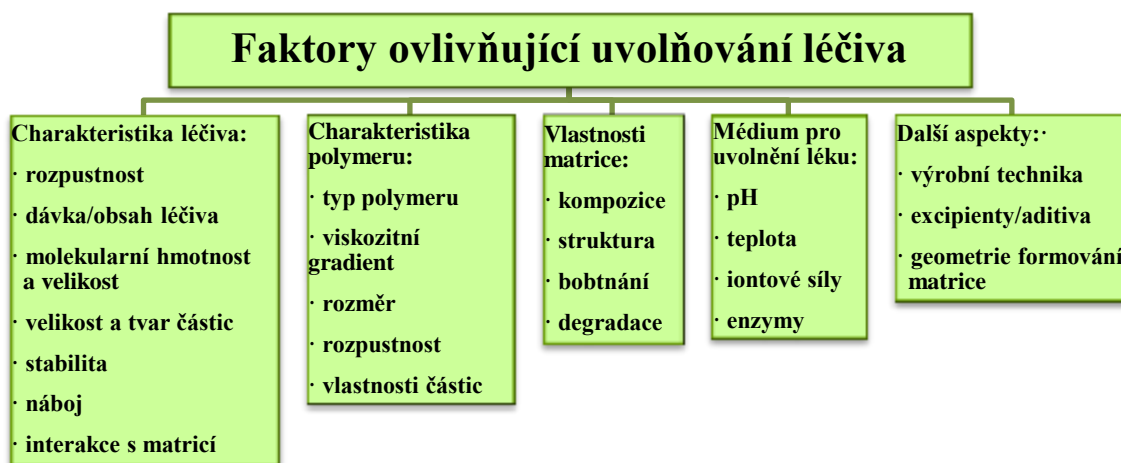 Faktory ovlivňující uvolňování léčiva
Charakteristika léčiva:
· rozpustnost
· dávka/obsah léčiva
· molekularní hmotnost
a velikost
· velikost a tvar částic
· stabilita
· náboj
· interakce s matricí
Charakteristika
polymeru:
· typ polymeru
· viskozitní
gradient
· rozměr
· rozpustnost
· vlastnosti částic
Vlastnosti
matrice:
· kompozice
· struktura
· bobtnání
· degradace
Médium pro
uvolnění léku:
· pH
· teplota
· iontové síly
· enzymy
Další aspekty:·
· výrobní technika
· excipienty/aditiva
· geometrie formování
matrice